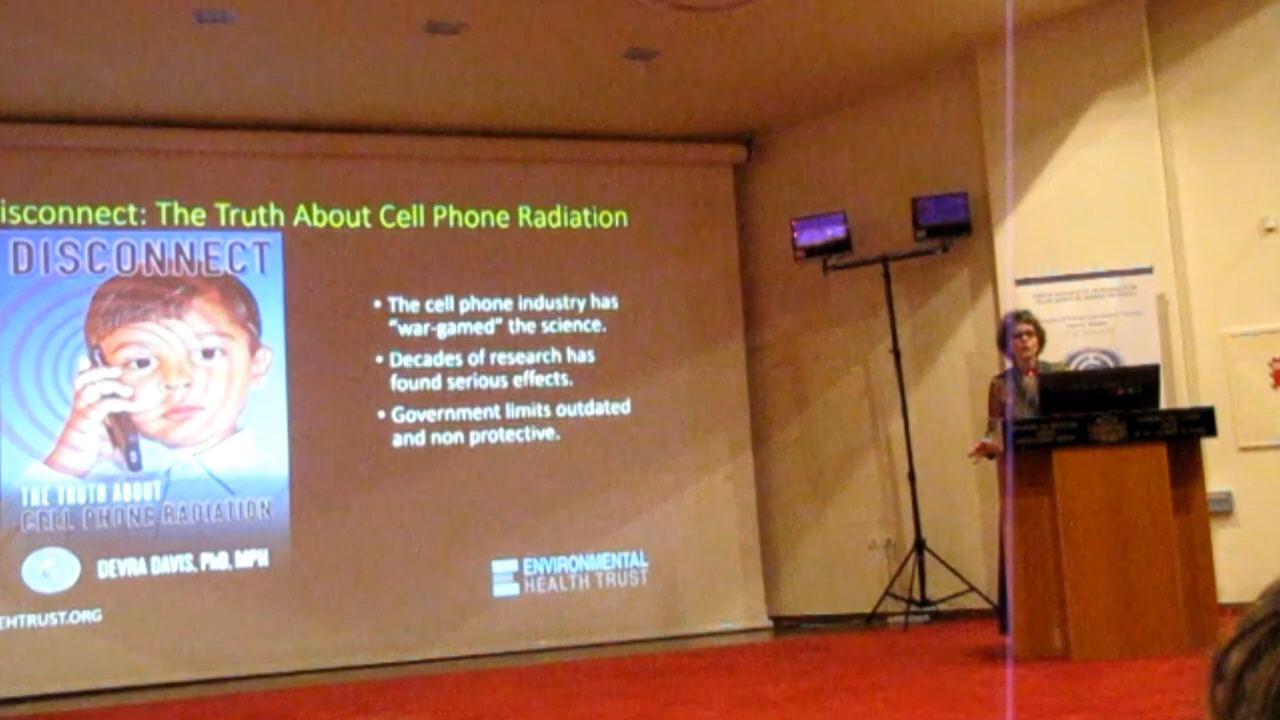 isconnect: The Truth About Cell Phone Radiation
DISCONNECT
THE TRUTH ABOUT
CELL PHONE RADIATION
DEVRA DAVIS, PhD, MPH
EHTRUST.ORG
• The cell phone industry has
“war-gamed” the science.
• Decades of research has
found serious effects.
• Government limits outdated
and non protective.
ENVIRONMENTAL
HEALTH TRUST